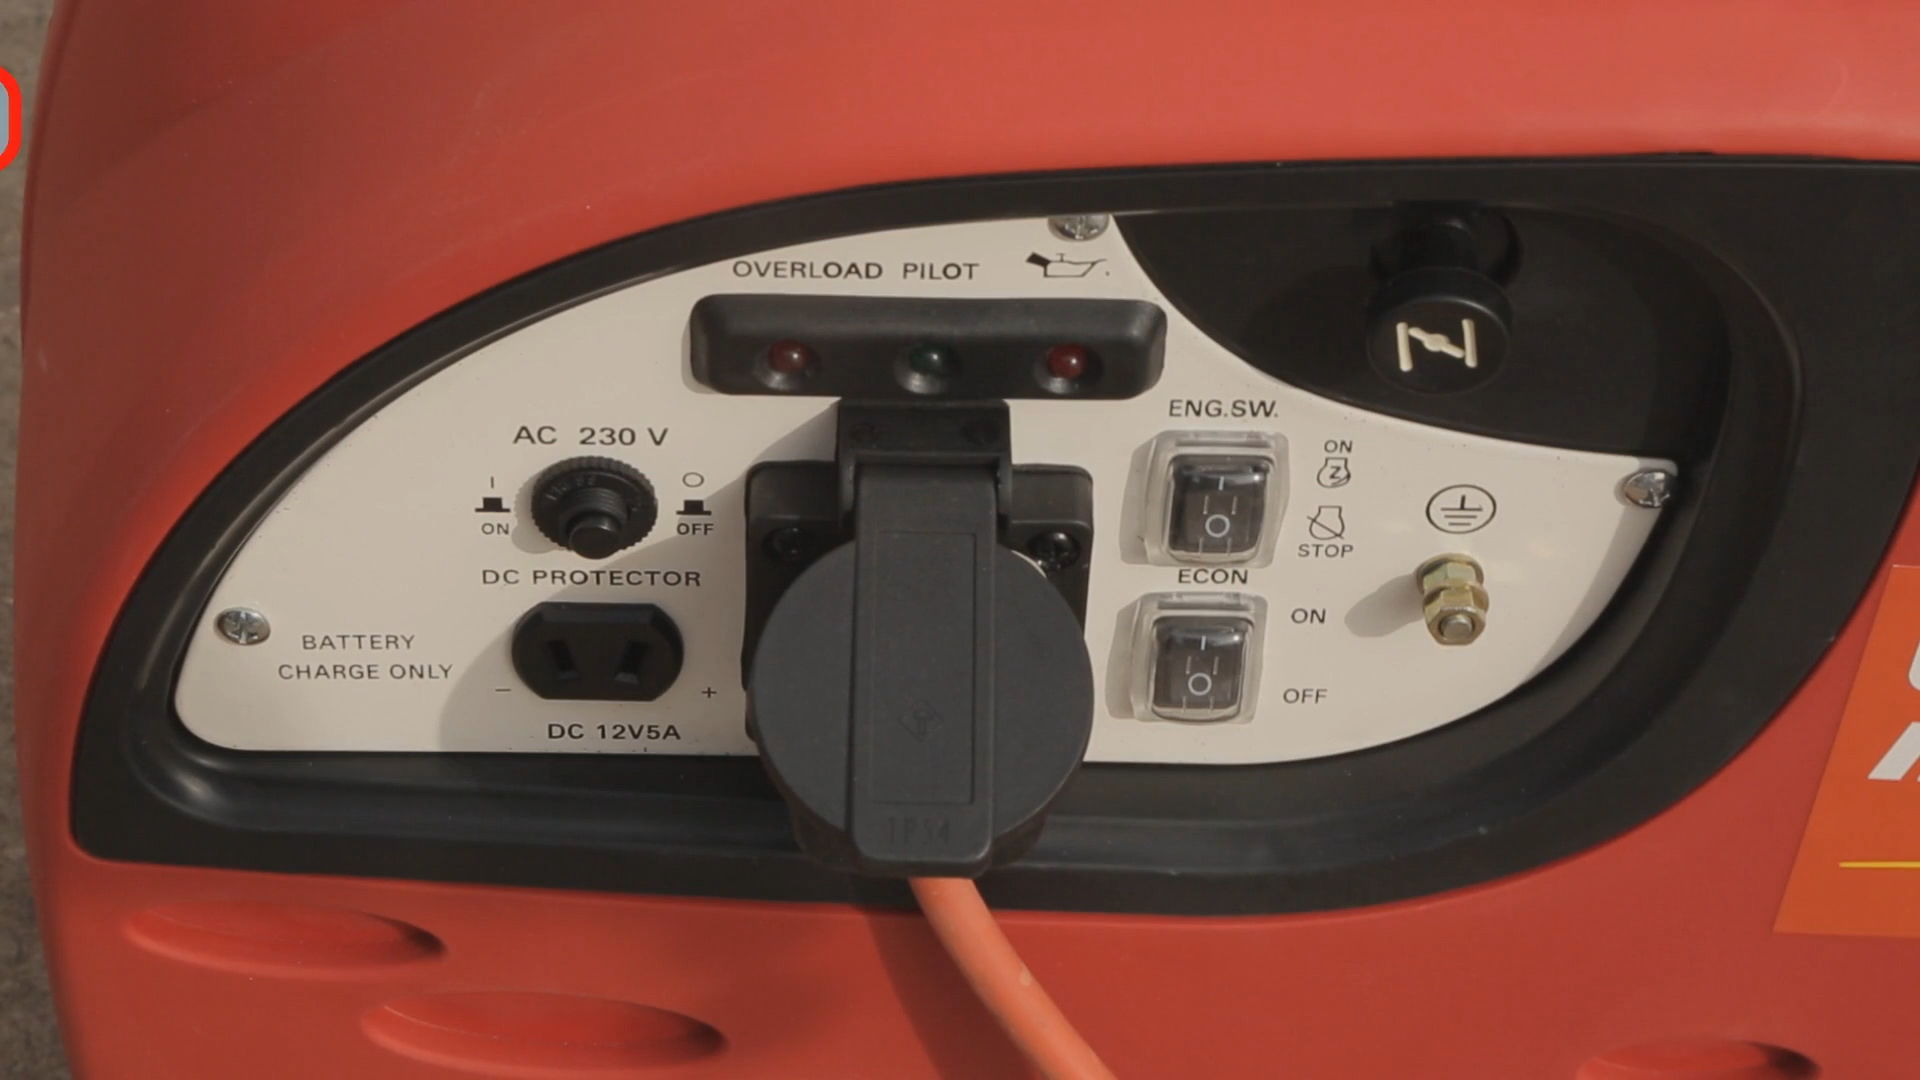 OVERLOAD PILOT
AC 230 V
ENG.SW.
ON
I
ON
O
OFF
STOP
DC PROTECTOR
ECON
ON
BATTERY
CHARGE ONLY
- +
OFF
DC 12V5A
IP54